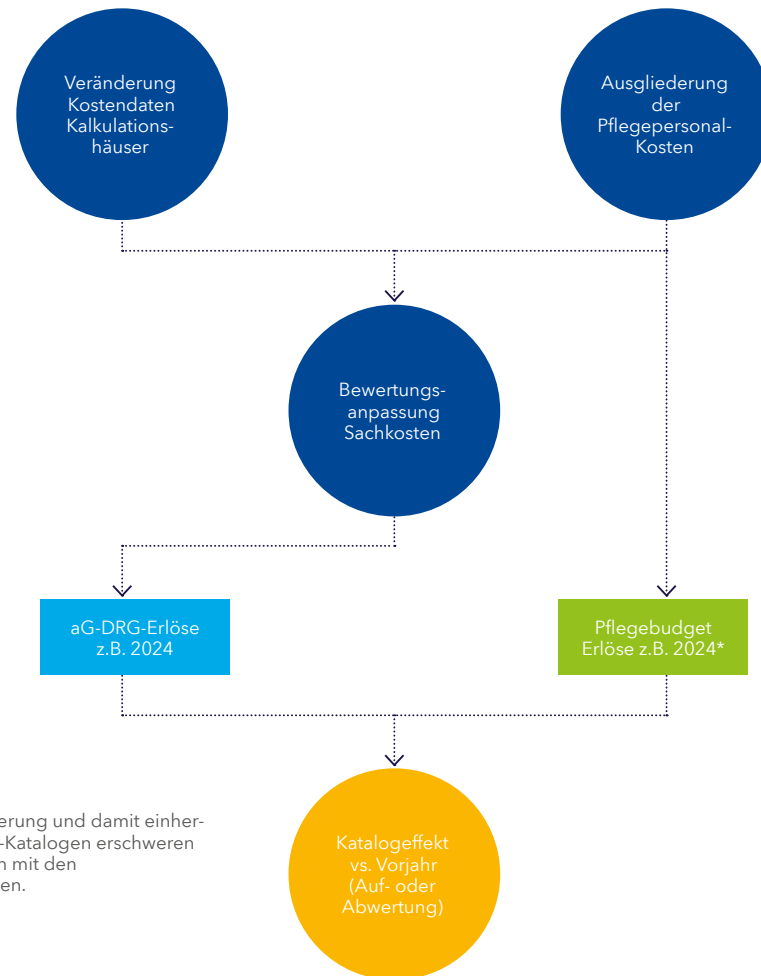 Veränderung
Kostendaten
Kalkulations-
häuser
Ausgliederung
der
Pflegepersonal-
Kosten
Bewertungs-
anpassung
Sachkosten
aG-DRG-Erlöse
z.B. 2024
Pflegebudget
Erlöse z.B. 2024*
erung und damit einher-
-Katalogen erschweren
n mit den
en.
Katalogeffekt
vs. Vorjahr
(Auf- oder
Abwertung)